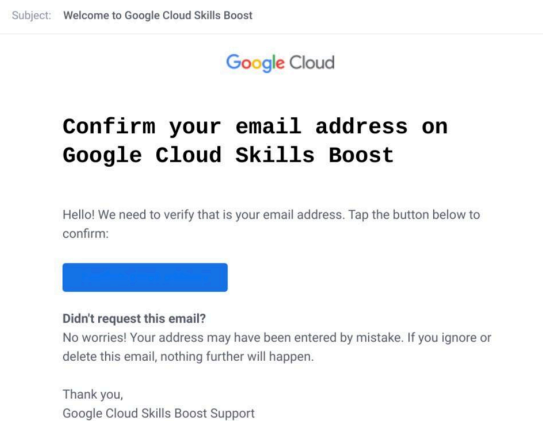 Subject: Welcome to Google Cloud Skills Boost
Google Cloud
Confirm your email address on
Google Cloud Skills Boost
Hello! We need to verify that is your email address. Tap the button below to
confirm:
Didn't request this email?
No worries! Your address may have been entered by mistake. If you ignore or
delete this email, nothing further will happen.
Thank you,
Google Cloud Skills Boost Support